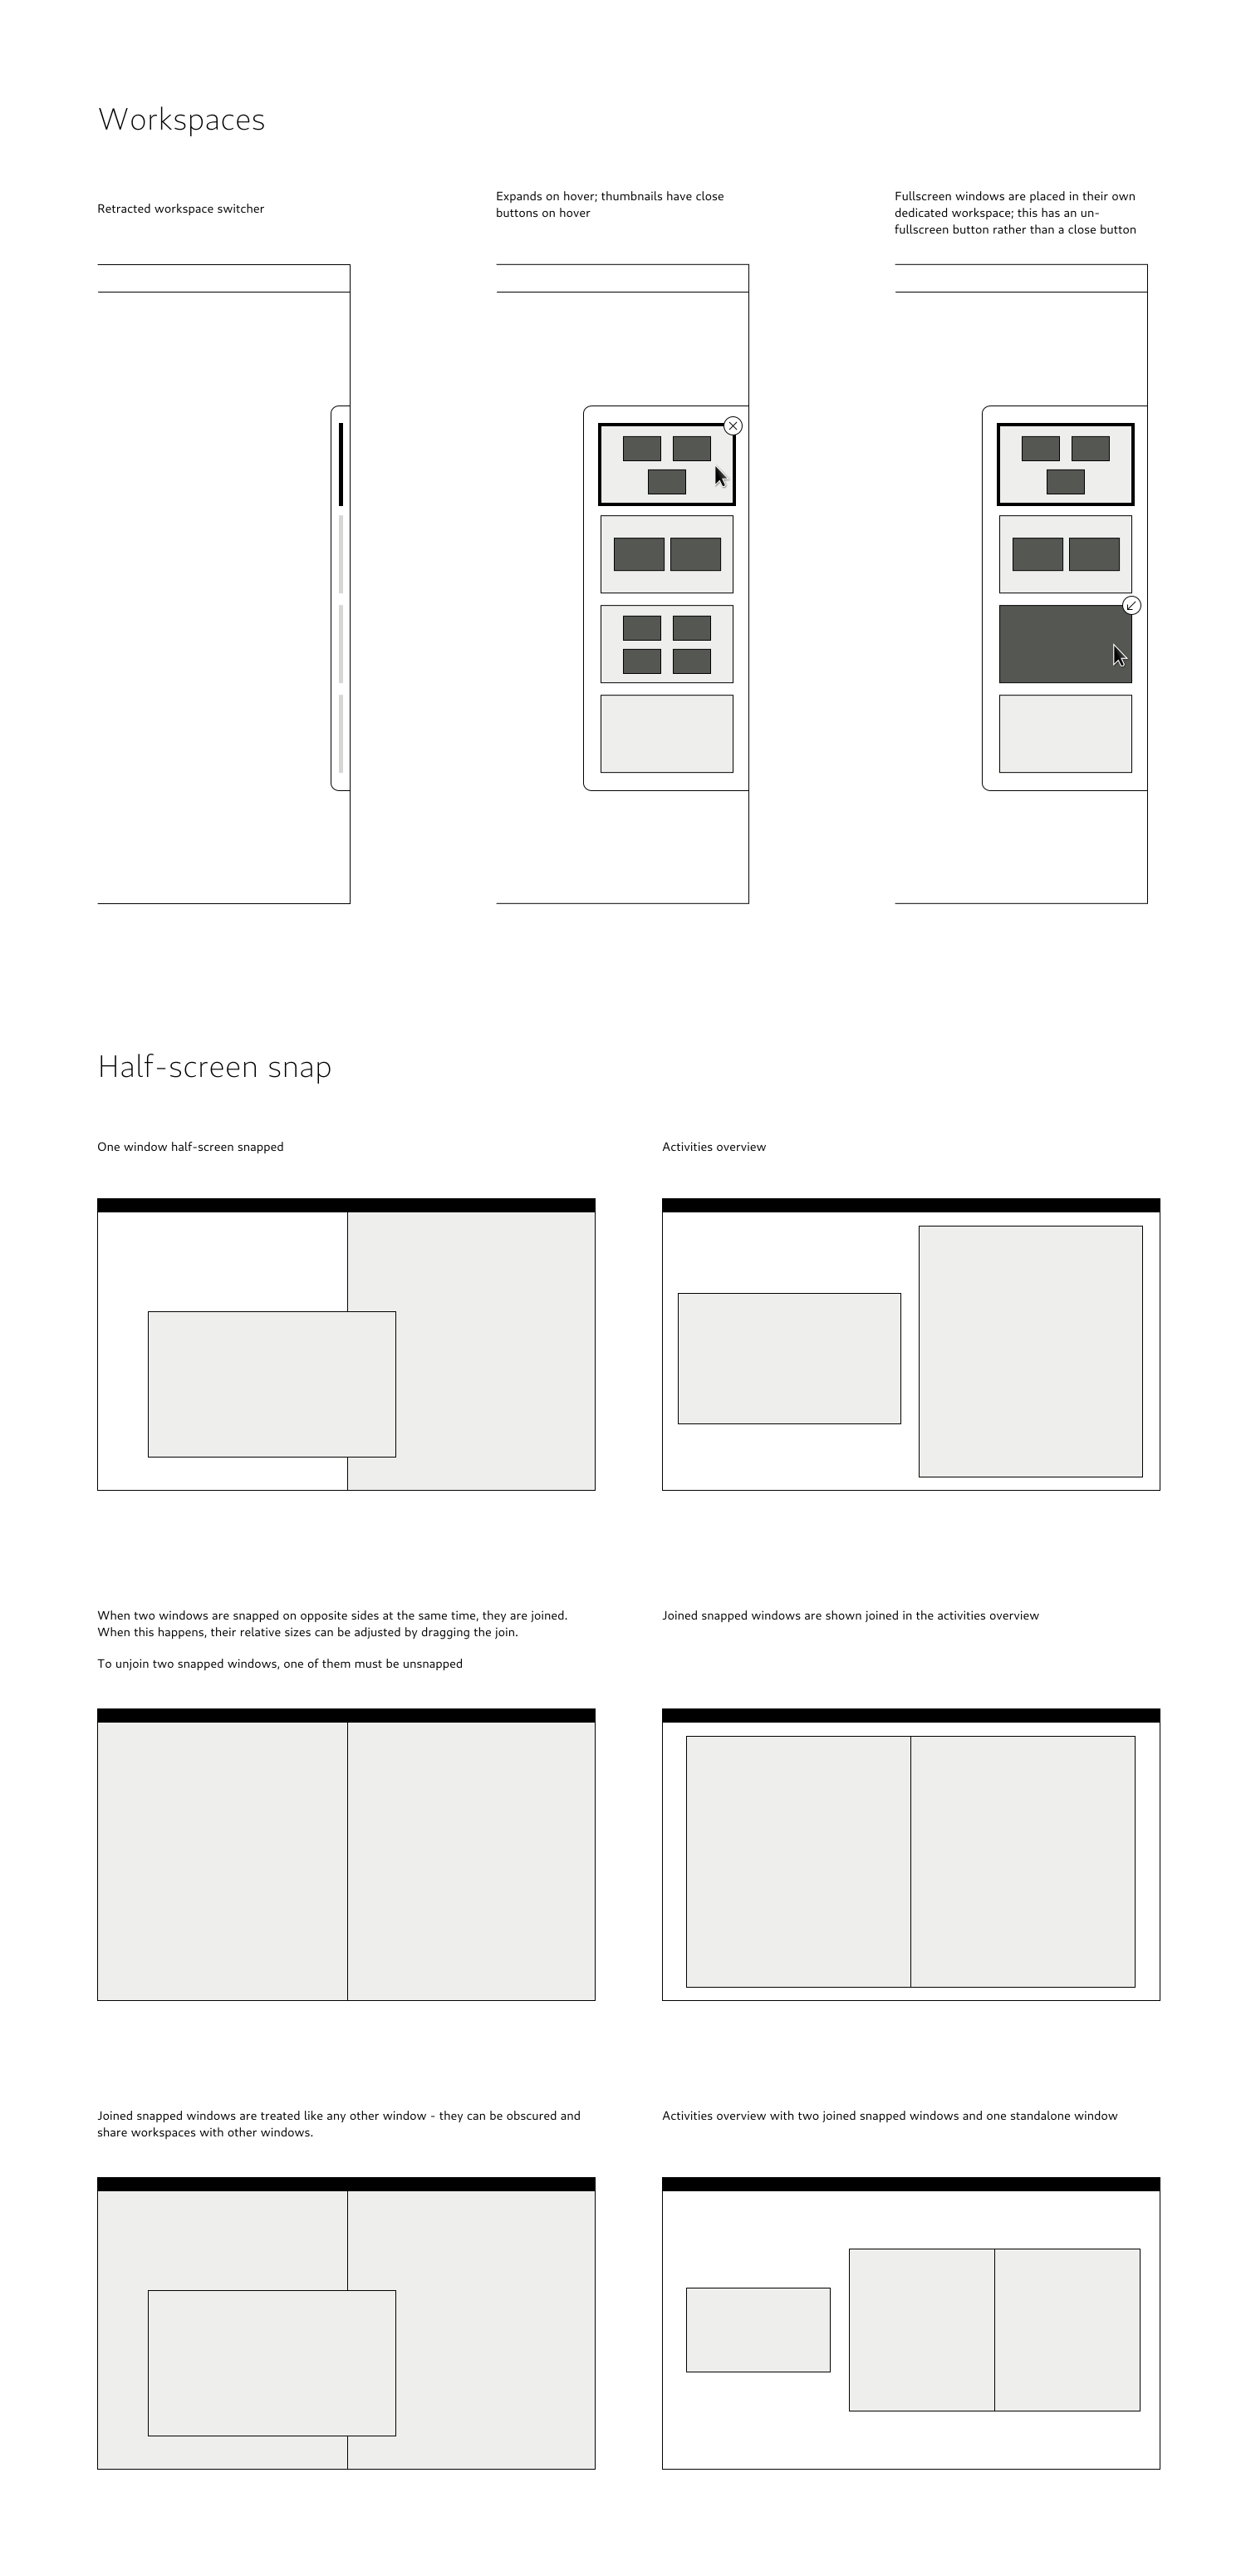 Workspaces
Retracted workspace switcher
Expands on hover; thumbnails have close
buttons on hover
Fullscreen windows are placed in their own
dedicated workspace; this has an un-
fullscreen button rather than a close button
Half-screen snap
One window half-screen snapped
Activities overview
When two windows are snapped on opposite sides at the same time, they are joined.
When this happens, their relative sizes can be adjusted by dragging the join.
To unjoin two snapped windows, one of them must be unsnapped
Joined snapped windows are shown joined in the activities overview
Joined snapped windows are treated like any other window - they can be obscured and
share workspaces with other windows.
Activities overview with two joined snapped windows and one standalone window